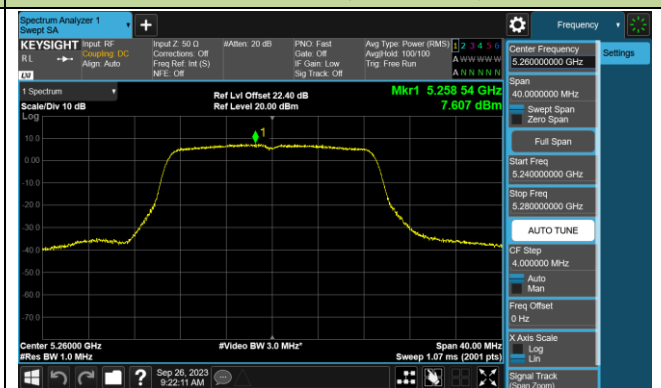 Spectrum Analyzer 1
Swept SA
+
Frequency
KEYSIGHT
Input: RF
Coupling: DC
Align: Auto
Input Z: 50 Ω
Corrections: Off
Freq Ref: Int (S)
NFE: Off
#Atten: 20 dB
PNO: Fast
Gate: Off
IF Gain: Low
Sig Track: Off
Avg Type: Power (RMS)
Avg|Hold: 100/100
Trig: Free Run
1 2 3 4 5 6
A W W W W W
A N N N N N
RL
LVI
1 Spectrum
Scale/Div 10 dB
Ref Lvl Offset 22.40 dB
Ref Level 20.00 dBm
Mkr1 5.258 54 GHz
7.607 dBm
Log
10.0
0.00
-10.0
-20.0
-30.0
-40.0
-50.0
-60.0
-70.0
1
Center 5.26000 GHz
#Res BW 1.0 MHz
#Video BW 3.0 MHz*
Span 40.00 MHz
Sweep 1.07 ms (2001 pts)
Center Frequency
5.260000000 GHz
Settings
Span
40.0000000 MHz
Swept Span
Zero Span
Full Span
Start Freq
5.240000000 GHz
Stop Freq
5.280000000 GHz
AUTO TUNE
CF Step
4.000000 MHz
Auto
Man
Freq Offset
0 Hz
X Axis Scale
Log
Lin
Signal Track
(Span Zoom)
?
Sep 26, 2023
9:22:11 AM